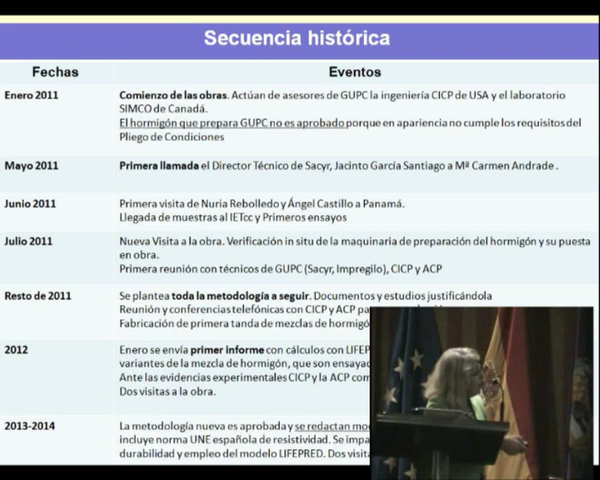 Secuencia histórica
Fechas Eventos
Enero 2011 Comienzo de las obras. Actúan de asesores de GUPC la ingeniería CICP de USA y el laboratorio
SIMCO de Canadá.
El hormigón que prepara GUPC no es aprobado porque en apariencia no cumple los requisitos del
Pliego de Condiciones
Mayo 2011 Primera llamada el Director Técnico de Sacyr, Jacinto García Santiago a Mª Carmen Andrade .
Junio 2011 Primera visita de Nuria Rebolledo y Ángel Castillo a Panamá.
Llegada de muestras al IETcc y Primeros ensayos
Julio 2011 Nueva Visita a la obra. Verificación in situ de la maquinaria de preparación del hormigón y su puesta
en obra.
Primera reunión con técnicos de GUPC (Sacyr, Impregilo), CICP y ACP
Resto de 2011 Se plantea toda la metodología a seguir. Documentos y estudios justificándola
Reunión y conferencias telefónicas con CICP y ACP
Fabricación de primera tanda de mezclas de
2012 Enero se envía primer informe con cálculos con
variantes de la mezcla de hormigón, que son
Ante las evidencias experimentales CICP y la ACP
Dos visitas a la obra.
2013-2014 La metodología nueva es aprobada y se redactan
incluye norma UNE española de resistividad. Se
durabilidad y empleo del modelo LIFEPRED. Dos